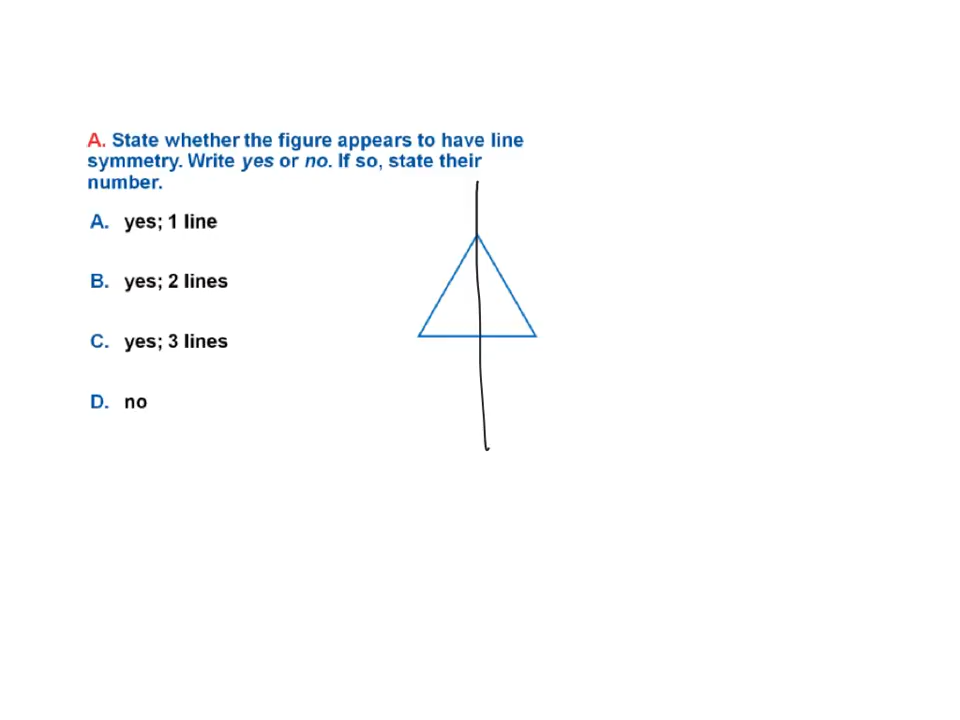 A. State whether the figure appears to have line
symmetry. Write yes or no. If so, state their
number.
A. yes; 1 line
B. yes; 2 lines
C. yes; 3 lines
D. no